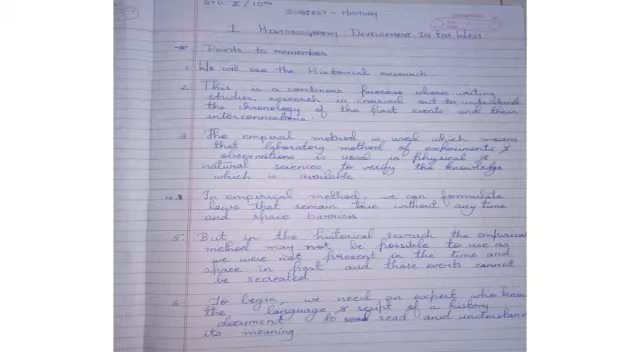 STD: X / 10th
SUBJECT - HISTORY
1. HISTORIOGRAPHY DEVELOPMENT IN THE WEST
Points to remember
1. We will see the Historical research
2. This is a continous process where writing
studies, research is carried out to understand
the chronology of the past events and their
interconnections.
3. The empiral method is used which means
that laboratory method of experiments &
observations is used in physical &
natural sciences to verify the knowledge
which is available.
4. In empirical method, we can formulate
laws that remain true without any time
and space barriers
5. But in the historical search the empirical
method may not be possible to use as
we were not present in the time and
space in past and those events cannot
be recreated
6. To begin, we need an expert who know
the language & script of a history
document to read and understand
its meaning